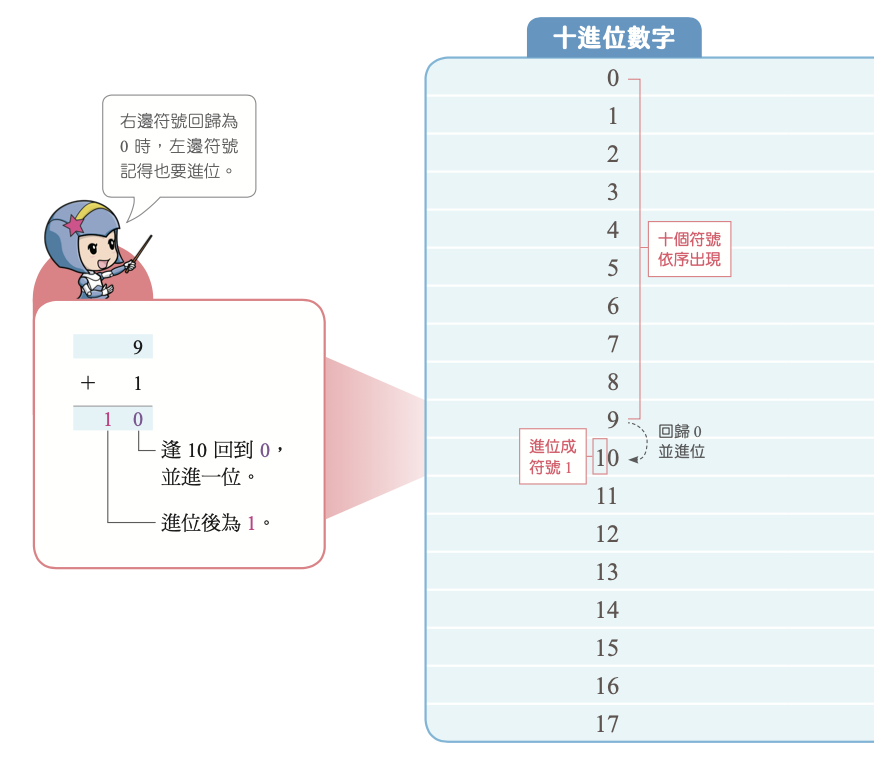 十進位數字
右邊符號回歸為
0 時，左邊符號
記得也要進位。
9
＋ 1
1 0
逢 10 回到 0，
並進一位。
進位後為 1。
0
1
2
3
4
5
6
7
8
9
10
11
12
13
14
15
16
17
十個符號
依序出現
回歸 0
並進位
進位成
符號 1